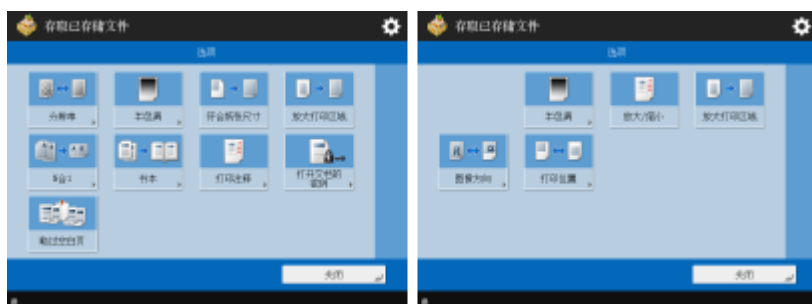 存取已存储文件
选项
分辨率
半色调
符合纸张尺寸
放大打印区域
N合1
书本
打印注释
打开文档的密码
略过空白页
关闭
存取已存储文件
选项
半色调
放大/缩小
放大打印区域
图像方向
打印位置
关闭